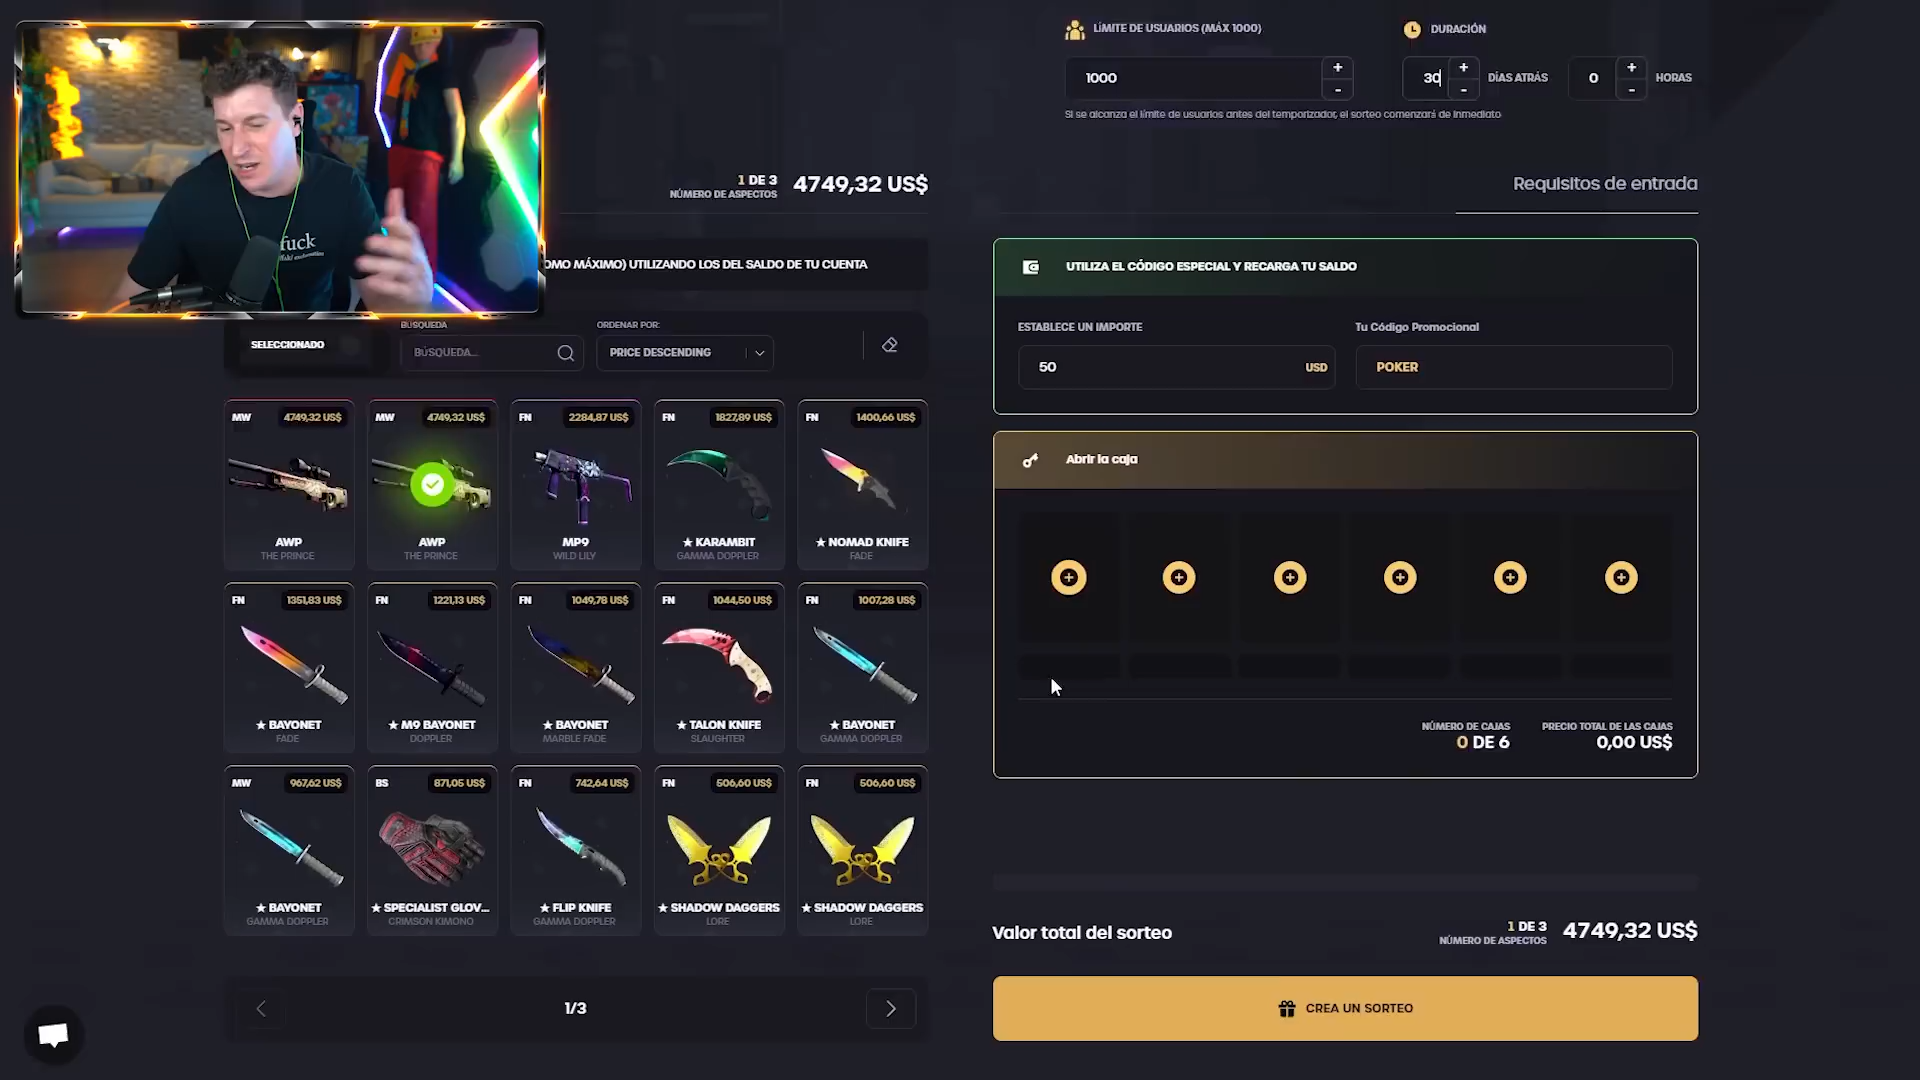 LÍMITE DE USUARIOS (MÁX 1000)
DURACIÓN
1000
+
-
30
+
-
DÍAS ATRÁS
0
+
-
HORAS
Si se alcanza el límite de usuarios antes del temporizador, el sorteo comenzará de inmediato
fuck
1 DE 3
NÚMERO DE ASPECTOS
4749,32 US$
Requisitos de entrada
OMO MÁXIMO) UTILIZANDO LOS DEL SALDO DE TU CUENTA
UTILIZA EL CÓDIGO ESPECIAL Y RECARGA TU SALDO
ESTABLECE UN IMPORTE
Tu Código Promocional
50
USD
POKER
SELECCIONADO
BÚSQUEDA
BÚSQUEDA...
ORDENAR POR:
PRICE DESCENDING
Abrir la caja
MW 4749,32 US$
AWP
THE PRINCE
MW 4749,32 US$
AWP
THE PRINCE
FN 2284,87 US$
MP9
WILD LILY
FN 1827,89 US$
★ KARAMBIT
GAMMA DOPPLER
FN 1400,66 US$
★ NOMAD KNIFE
FADE
FN 1351,83 US$
★ BAYONET
FADE
FN 1221,13 US$
★ M9 BAYONET
DOPPLER
FN 1049,78 US$
★ BAYONET
MARBLE FADE
FN 1044,50 US$
★ TALON KNIFE
SLAUGHTER
FN 1007,28 US$
★ BAYONET
GAMMA DOPPLER
MW 967,62 US$
★ BAYONET
GAMMA DOPPLER
BS 871,05 US$
★ SPECIALIST GLOV...
CRIMSON KIMONO
FN 742,64 US$
★ FLIP KNIFE
GAMMA DOPPLER
FN 506,60 US$
★ SHADOW DAGGERS
LORE
FN 506,60 US$
★ SHADOW DAGGERS
LORE
NÚMERO DE CAJAS
0 DE 6
PRECIO TOTAL DE LAS CAJAS
0,00 US$
Valor total del sorteo
1 DE 3
NÚMERO DE ASPECTOS
4749,32 US$
1/3
CREA UN SORTEO